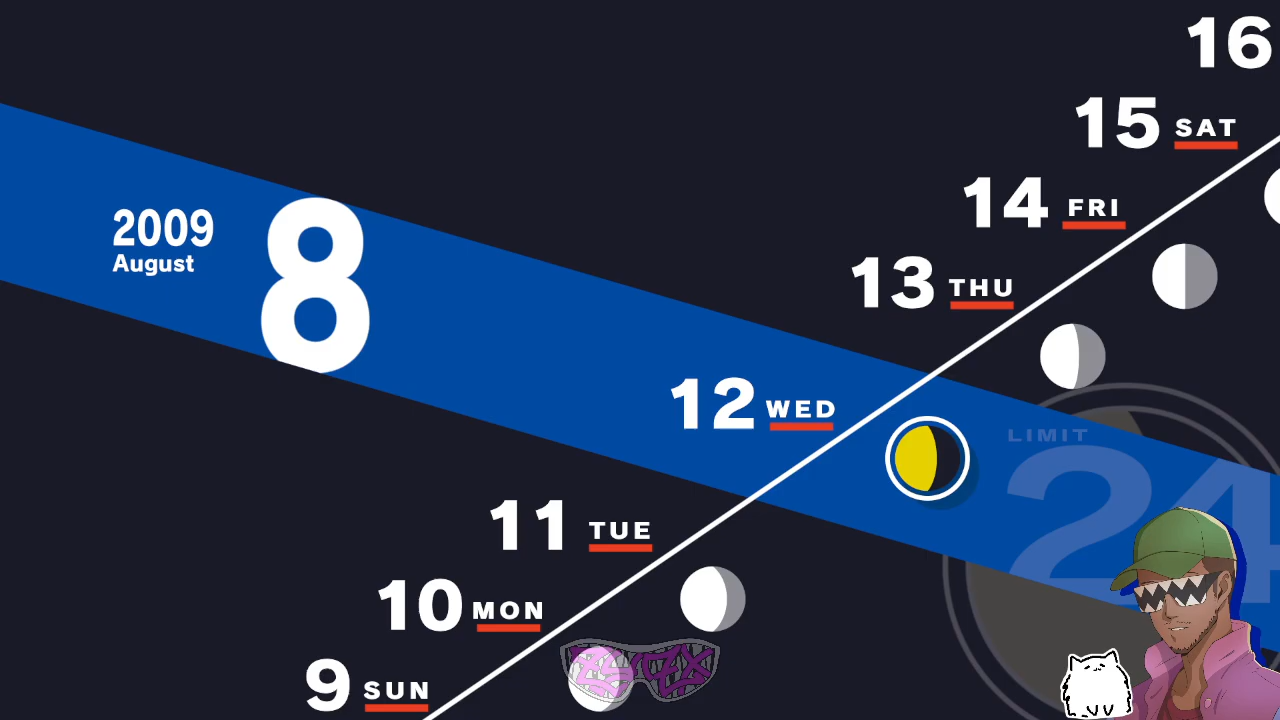 16
15 SAT
14 FRI
2009
August
8
13 THU
12 WED
LIMIT
24
11 TUE
10 MON
9 SUN